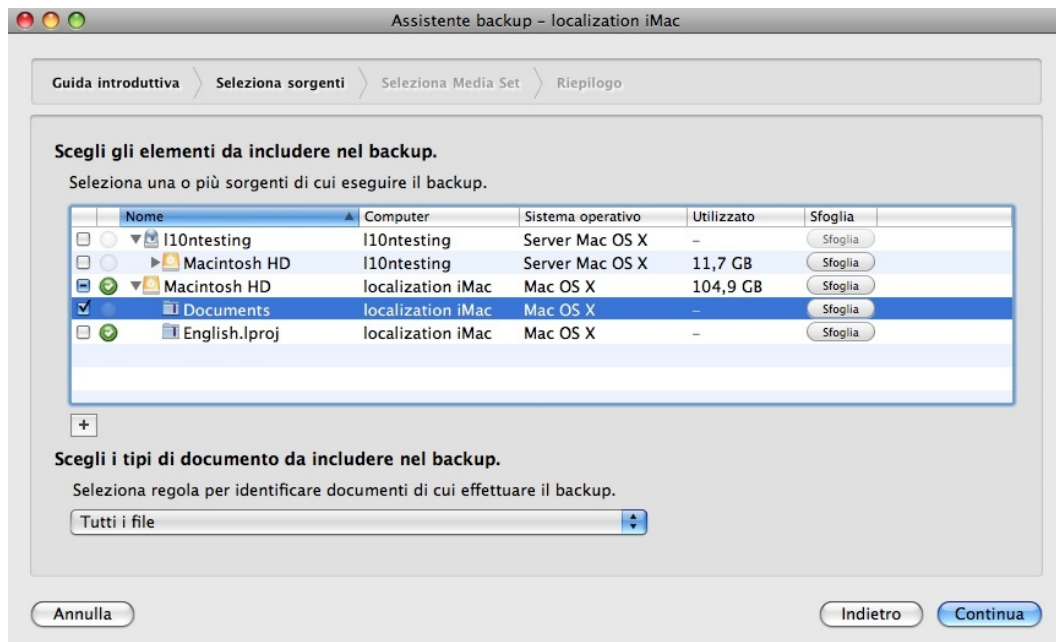 Assistente backup – localization iMac
Guida introduttiva Seleziona sorgenti Seleziona Media Set Riepilogo
Scegli gli elementi da includere nel backup.
Seleziona una o più sorgenti di cui eseguire il backup.
Nome Computer Sistema operativo Utilizzato Sfoglia
l10ntesting l10ntesting Server Mac OS X – Sfoglia
Macintosh HD l10ntesting Server Mac OS X 11,7 GB Sfoglia
Macintosh HD localization iMac Mac OS X 104,9 GB Sfoglia
Documents localization iMac Mac OS X – Sfoglia
English.lproj localization iMac Mac OS X – Sfoglia
+
Scegli i tipi di documento da includere nel backup.
Seleziona regola per identificare documenti di cui effettuare il backup.
Tutti i file
Annulla Indietro Continua